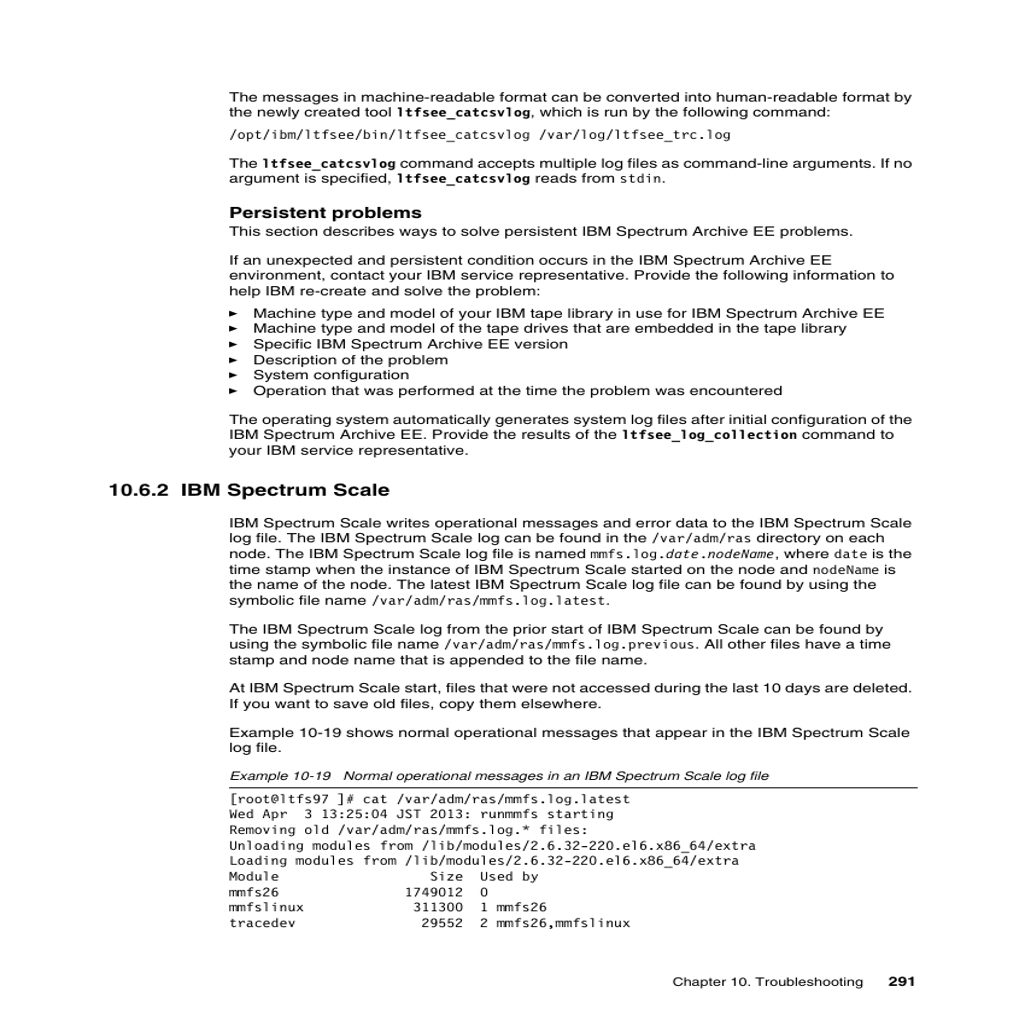 The messages in machine-readable format can be converted into human-readable format by
the newly created tool ltfsee_catcsvlog, which is run by the following command:
/opt/ibm/ltfsee/bin/ltfsee_catcsvlog /var/log/ltfsee_trc.log
The ltfsee_catcsvlog command accepts multiple log files as command-line arguments. If no
argument is specified, ltfsee_catcsvlog reads from stdin.
Persistent problems
This section describes ways to solve persistent IBM Spectrum Archive EE problems.
If an unexpected and persistent condition occurs in the IBM Spectrum Archive EE
environment, contact your IBM service representative. Provide the following information to
help IBM re-create and solve the problem:
► Machine type and model of your IBM tape library in use for IBM Spectrum Archive EE
► Machine type and model of the tape drives that are embedded in the tape library
► Specific IBM Spectrum Archive EE version
► Description of the problem
► System configuration
► Operation that was performed at the time the problem was encountered
The operating system automatically generates system log files after initial configuration of the
IBM Spectrum Archive EE. Provide the results of the ltfsee_log_collection command to
your IBM service representative.
10.6.2 IBM Spectrum Scale
IBM Spectrum Scale writes operational messages and error data to the IBM Spectrum Scale
log file. The IBM Spectrum Scale log can be found in the /var/adm/ras directory on each
node. The IBM Spectrum Scale log file is named mmfs.log.date.nodeName, where date is the
time stamp when the instance of IBM Spectrum Scale started on the node and nodeName is
the name of the node. The latest IBM Spectrum Scale log file can be found by using the
symbolic file name /var/adm/ras/mmfs.log.latest.
The IBM Spectrum Scale log from the prior start of IBM Spectrum Scale can be found by
using the symbolic file name /var/adm/ras/mmfs.log.previous. All other files have a time
stamp and node name that is appended to the file name.
At IBM Spectrum Scale start, files that were not accessed during the last 10 days are deleted.
If you want to save old files, copy them elsewhere.
Example 10-19 shows normal operational messages that appear in the IBM Spectrum Scale
log file.
Example 10-19 Normal operational messages in an IBM Spectrum Scale log file
[root@ltfs97 ]# cat /var/adm/ras/mmfs.log.latest
Wed Apr  3 13:25:04 JST 2013: runmmfs starting
Removing old /var/adm/ras/mmfs.log.* files:
Unloading modules from /lib/modules/2.6.32-220.el6.x86_64/extra
Loading modules from /lib/modules/2.6.32-220.el6.x86_64/extra
Module                  Size  Used by
mmfs26               1749012  0
mmfslinux             311300  1 mmfs26
tracedev               29552  2 mmfs26,mmfslinux
Chapter 10. Troubleshooting 291